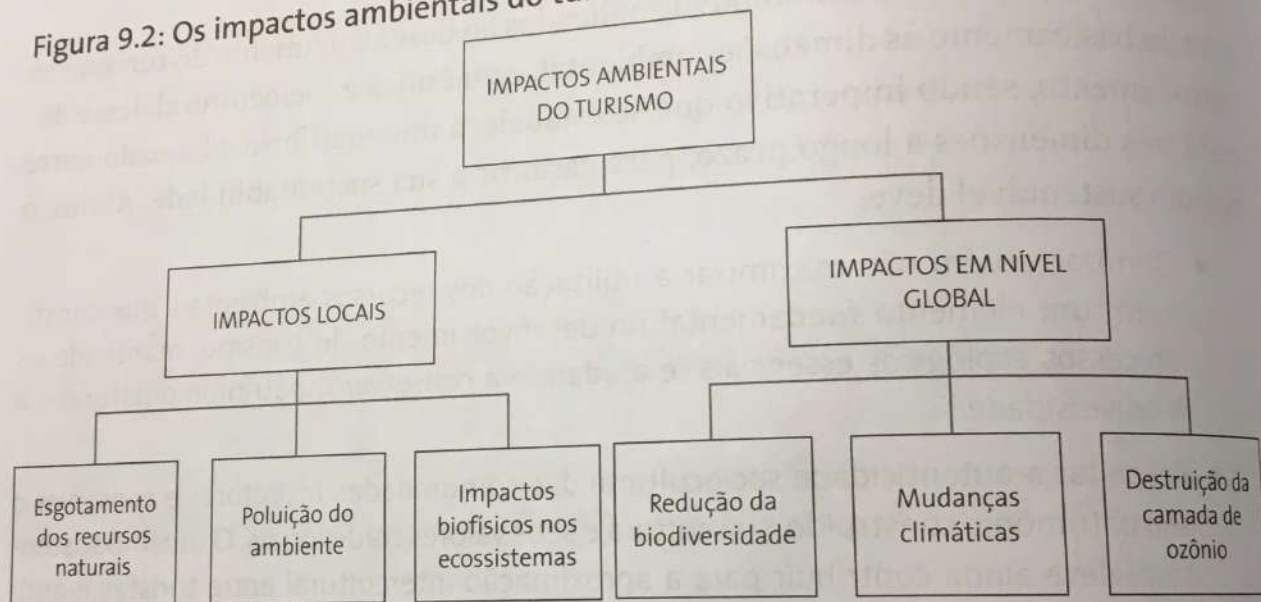 Figura 9.2: Os impactos ambientais do
IMPACTOS AMBIENTAIS
DO TURISMO
IMPACTOS LOCAIS
IMPACTOS EM NÍVEL
GLOBAL
Esgotamento
dos recursos
naturais
Poluição do
ambiente
Impactos
biofísicos nos
ecossistemas
Redução da
biodiversidade
Mudanças
climáticas
Destruição da
camada de
ozônio